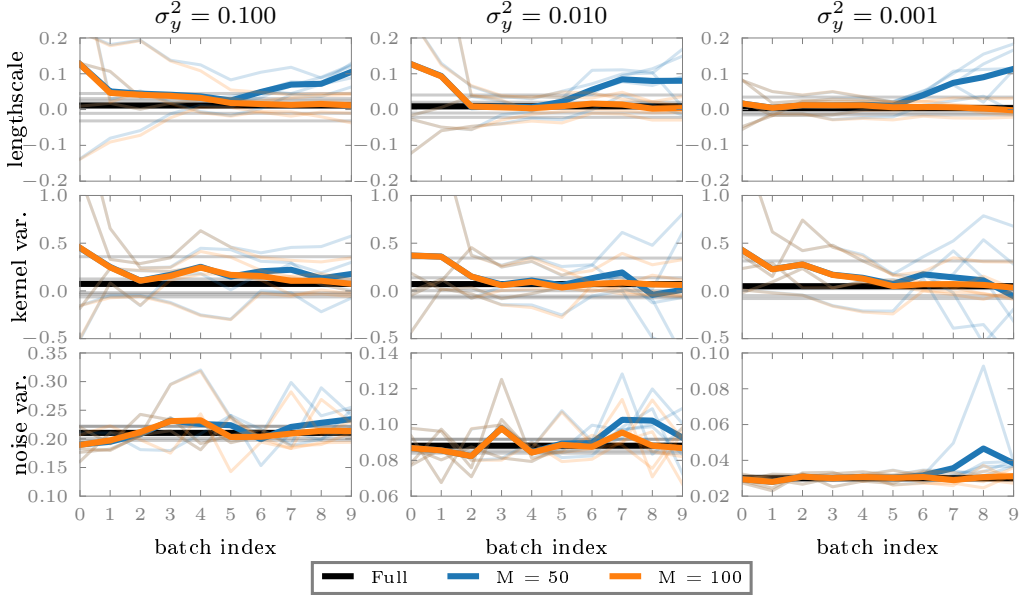 σ²_y = 0.100 σ²_y = 0.010 σ²_y = 0.001
lengthscale
0.2 0.2 0.2
0.1 0.1 0.1
0.0 0.0 0.0
−0.1 −0.1 −0.1
−0.2 −0.2 −0.2
kernel var.
1.0 1.0 1.0
0.5 0.5 0.5
0.0 0.0 0.0
−0.5 −0.5 −0.5
noise var.
0.35 0.14 0.10
0.30 0.12 0.08
0.25 0.10 0.06
0.20 0.08 0.04
0.15 0.06 0.02
0.10
0 1 2 3 4 5 6 7 8 9 0 1 2 3 4 5 6 7 8 9 0 1 2 3 4 5 6 7 8 9
batch index batch index batch index
Full M = 50 M = 100